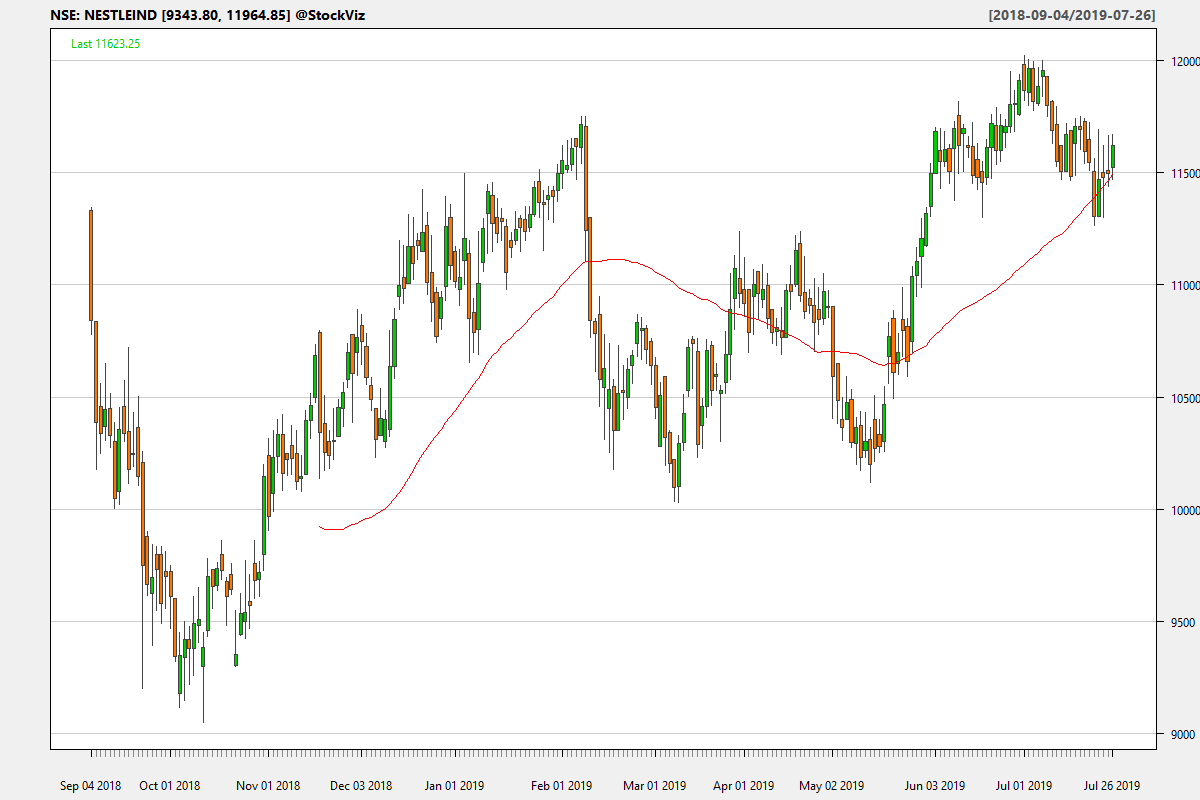 NSE: NESTLEIND [9343.80, 11964.85] @StockViz [2018-09-04/2019-07-26]
Last 11623.25
12000
11500
11000
10500
10000
9500
9000
Sep 04 2018 Oct 01 2018 Nov 01 2018 Dec 03 2018 Jan 01 2019 Feb 01 2019 Mar 01 2019 Apr 01 2019 May 02 2019 Jun 03 2019 Jul 01 2019 Jul 26 2019